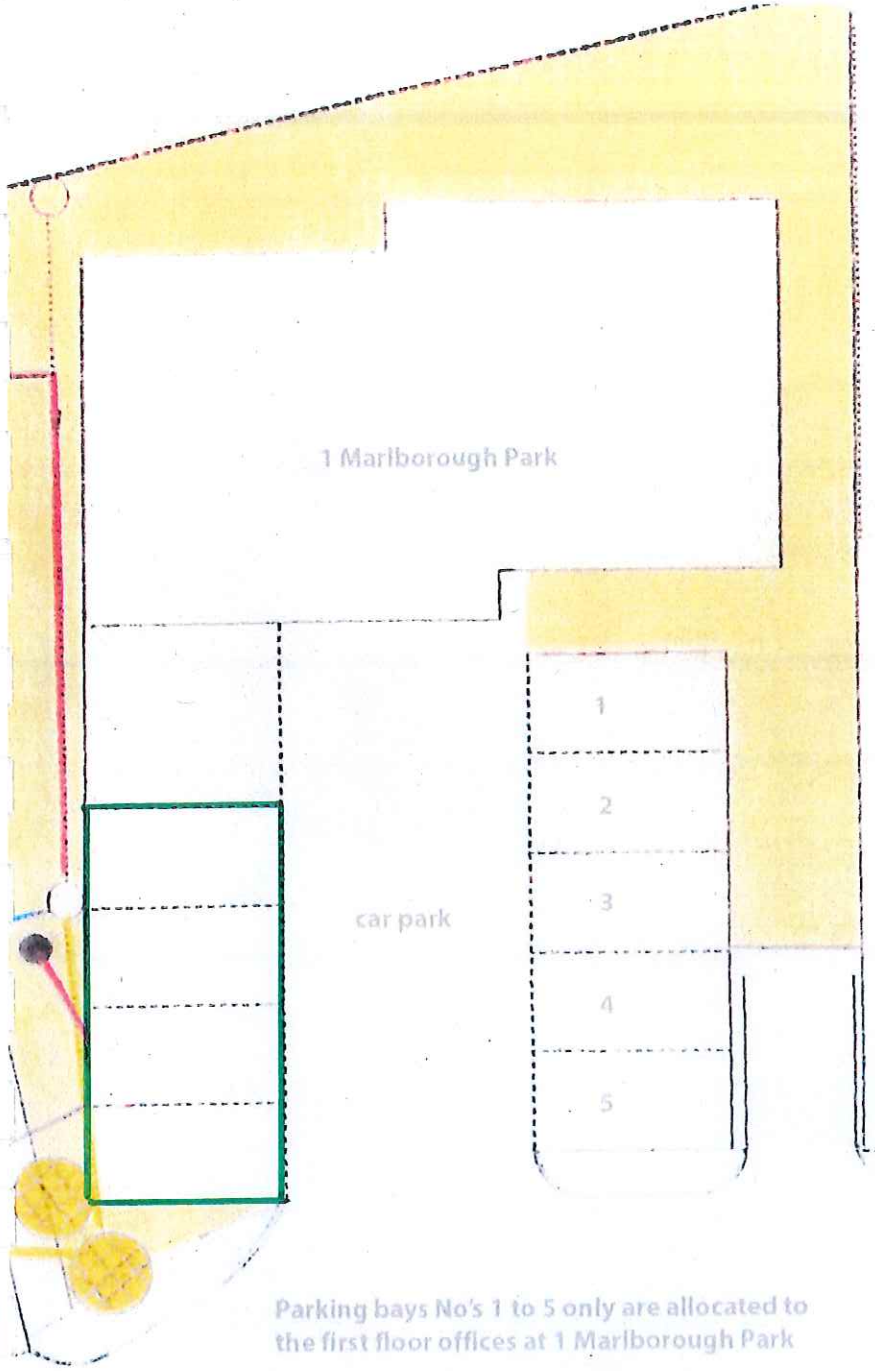 1 Marlborough Park
1
2
3
car park
4
5
Parking bays No's 1 to 5 only are allocated to
the first floor offices at 1 Marlborough Park